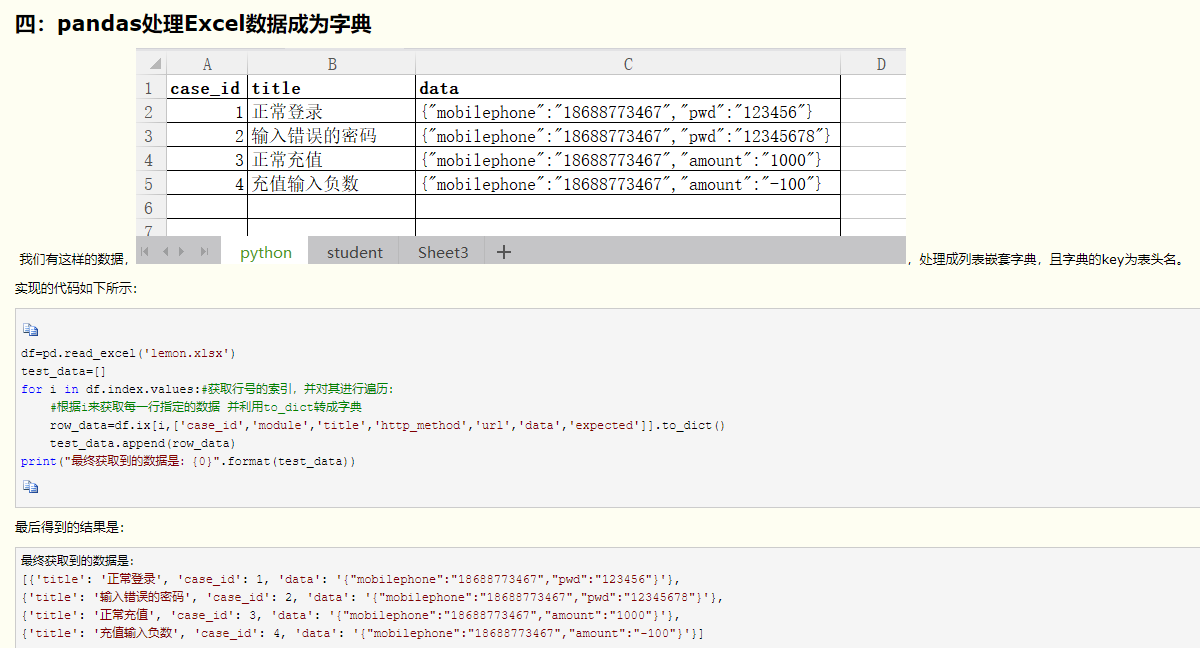 四：pandas处理Excel数据成为字典
A B C D
1 case_id title data
2 1 正常登录 {"mobilephone":"18688773467","pwd":"123456"}
3 2 输入错误的密码 {"mobilephone":"18688773467","pwd":"12345678"}
4 3 正常充值 {"mobilephone":"18688773467","amount":"1000"}
5 4 充值输入负数 {"mobilephone":"18688773467","amount":"-100"}
6
7
python student Sheet3 +
我们有这样的数据， ，处理成列表嵌套字典，且字典的key为表头名。
实现的代码如下所示：
df=pd.read_excel('lemon.xlsx')
test_data=[]
for i in df.index.values:#获取行号的索引，并对其进行遍历：
    #根据i来获取每一行指定的数据 并利用to_dict转成字典
    row_data=df.ix[i,['case_id','module','title','http_method','url','data','expected']].to_dict()
    test_data.append(row_data)
print("最终获取到的数据是：{0}".format(test_data))
最后得到的结果是：
最终获取到的数据是：
[{'title': '正常登录', 'case_id': 1, 'data': '{"mobilephone":"18688773467","pwd":"123456"}'},
{'title': '输入错误的密码', 'case_id': 2, 'data': '{"mobilephone":"18688773467","pwd":"12345678"}'},
{'title': '正常充值', 'case_id': 3, 'data': '{"mobilephone":"18688773467","amount":"1000"}'},
{'title': '充值输入负数', 'case_id': 4, 'data': '{"mobilephone":"18688773467","amount":"-100"}'}]